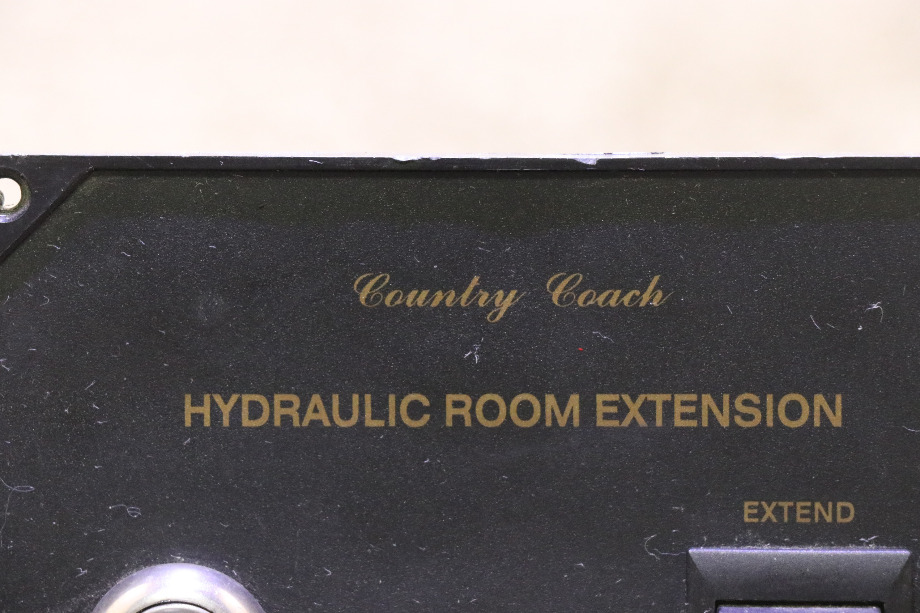 Country Coach
HYDRAULIC ROOM EXTENSION
EXTEND